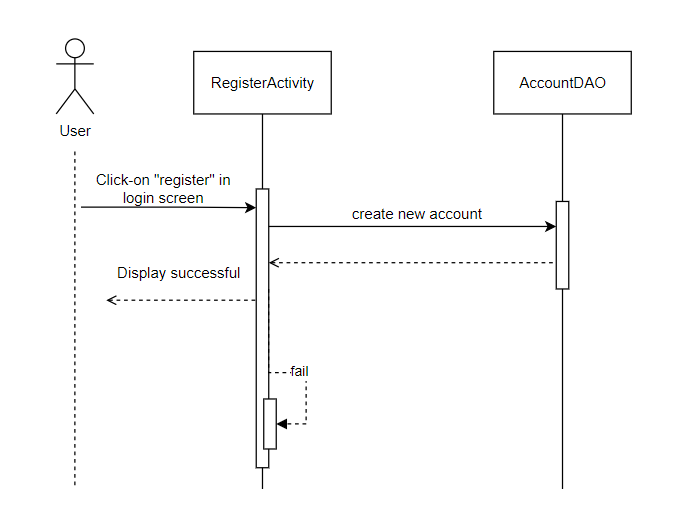 RegisterActivity
AccountDAO
User
Click-on "register" in
login screen
create new account
Display successful
fail